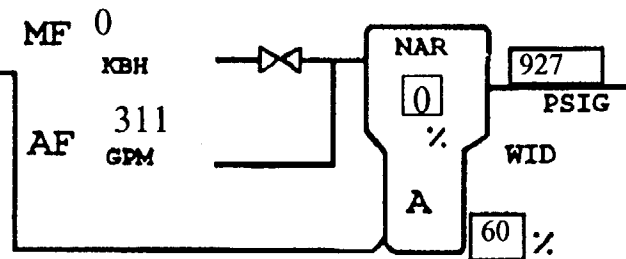 MF 0
KBH
NAR
927
0
PSIG
311
AF GPM
%
WID
A
60 %